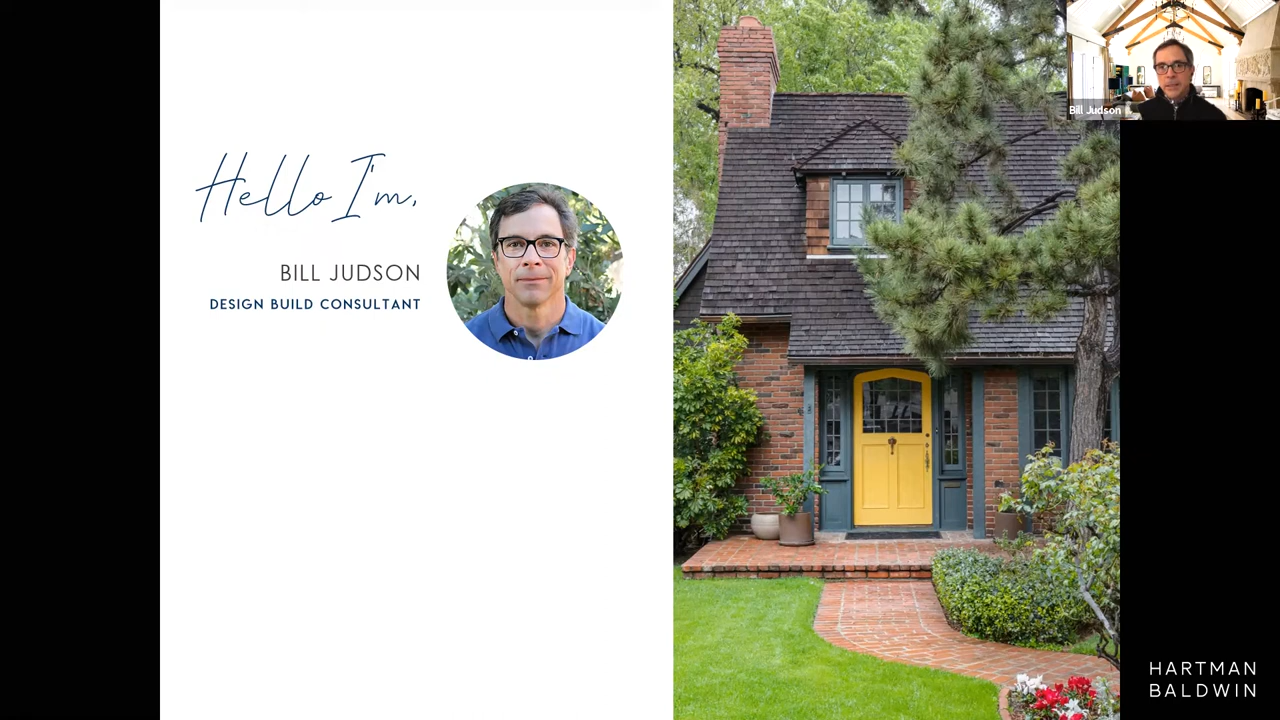 Hello I'm,
BILL JUDSON
DESIGN BUILD CONSULTANT
Bill Judson
HARTMAN
BALDWIN